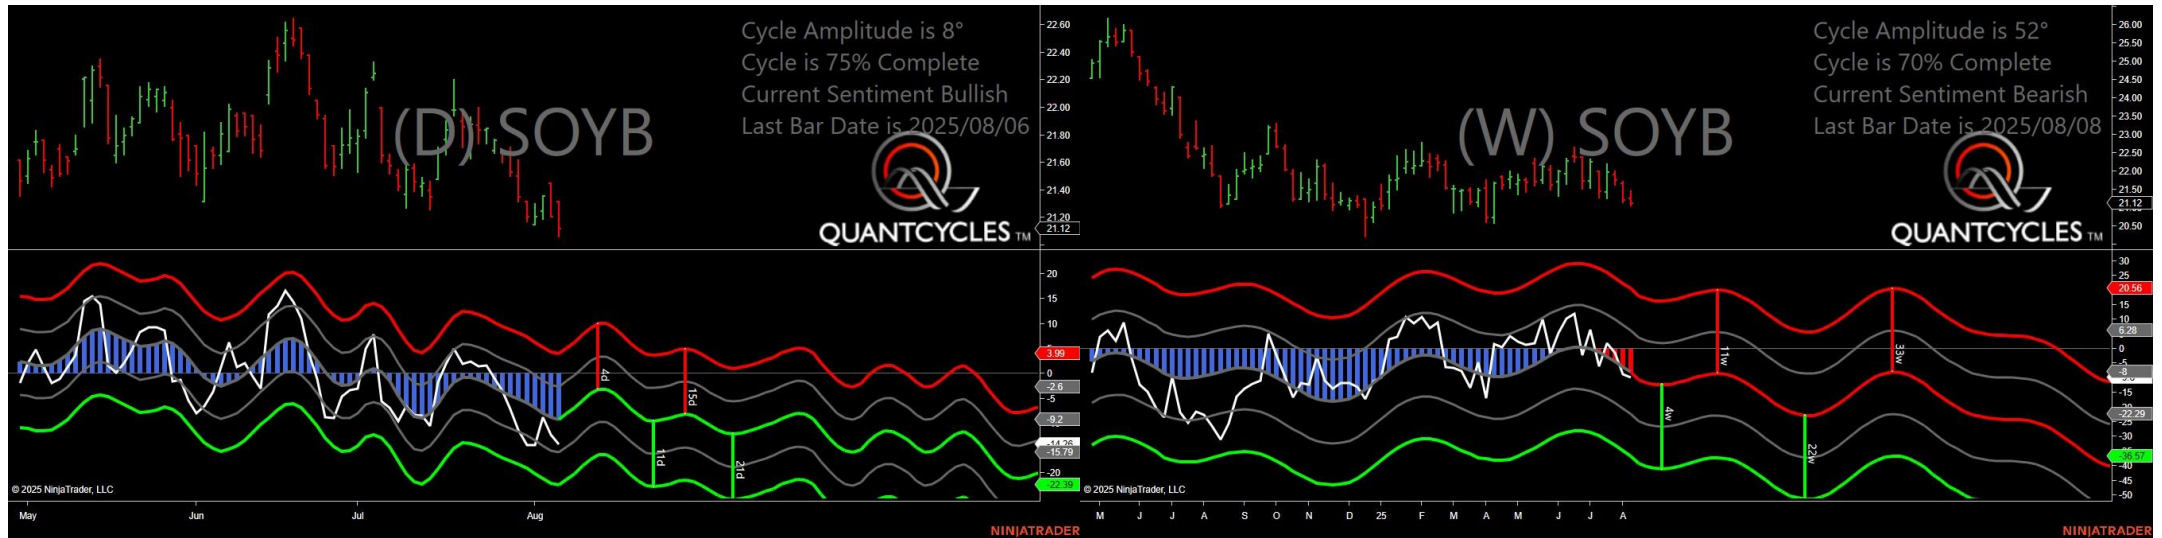 Cycle Amplitude is 8°
Cycle is 75% Complete
Current Sentiment Bullish
Last Bar Date is 2025/08/06
(D) SOYB
QUANTCYCLES TM
22.60
22.40
22.20
22.00
21.80
21.60
21.40
21.20
21.12
20
15
10
3.99
0
-2.6
-5
-9.2
-14.26
-15.79
-20
-22.39
4d
15d
11d
21d
© 2025 NinjaTrader, LLC
May Jun Jul Aug
NINJATRADER
Cycle Amplitude is 52°
Cycle is 70% Complete
Current Sentiment Bearish
Last Bar Date is 2025/08/08
(W) SOYB
QUANTCYCLES TM
26.00
25.50
25.00
24.50
24.00
23.50
23.00
22.50
22.00
21.50
21.12
20.50
30
25
20.56
15
10
6.28
0
-5
-8
-15
-22.29
-25
-30
-36.57
-40
-45
-50
11w
33w
4w
22w
© 2025 NinjaTrader, LLC
M J J A S O N D 25 F M A M J J A
NINJATRADER